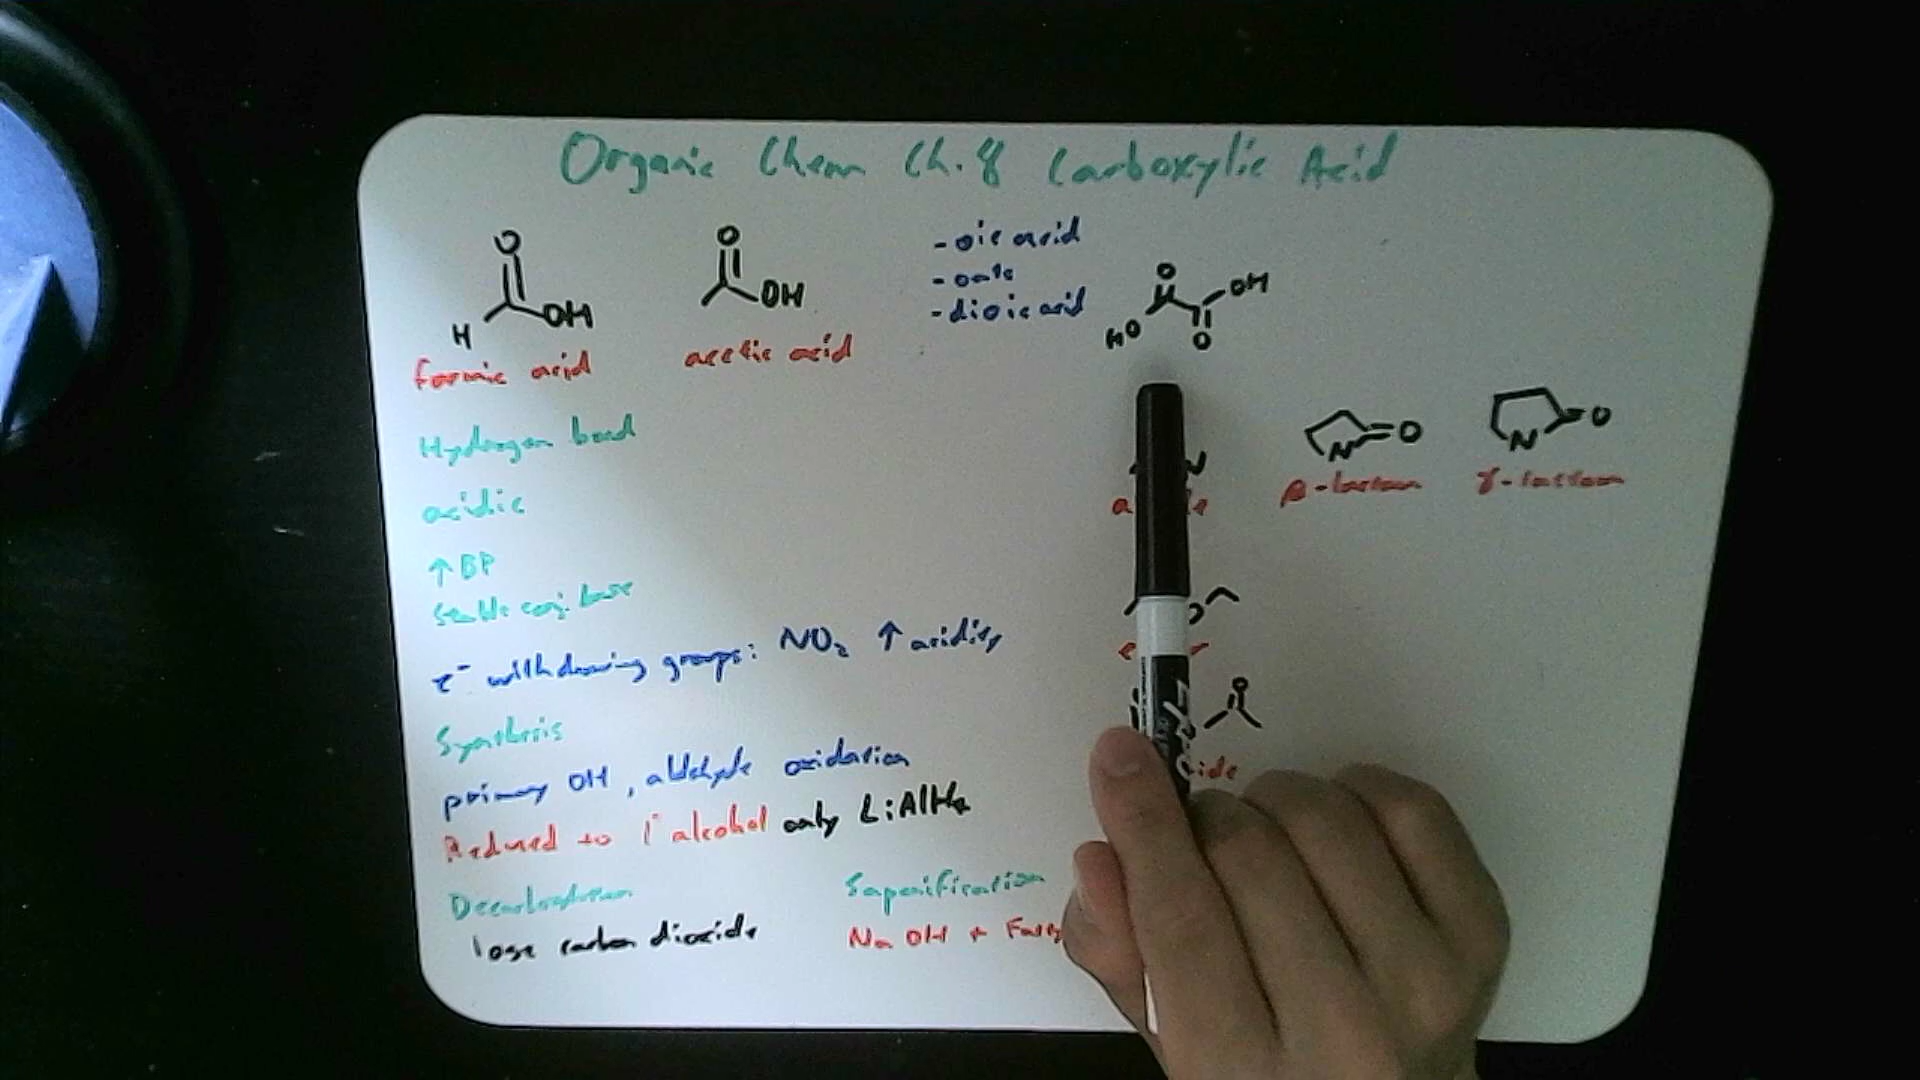 Organic Chem Ch. 8 Carboxylic Acid
O
OH
H
formic acid
O
OH
acetic acid
- oic acid
- oate
- dioic acid
O
OH
HO
O
Hydrogen bond
acidic
↑ BP
Stable conj. base
e⁻ withdrawing groups: NO₂ ↑ acidity
Synthesis
primary OH, aldehyde oxidation
Reduced to 1° alcohol only LiAlH₄
Decarboxylation
lose carbon dioxide
Saponification
NaOH +
N
O
β-lactam
N
O
γ-lactam
O